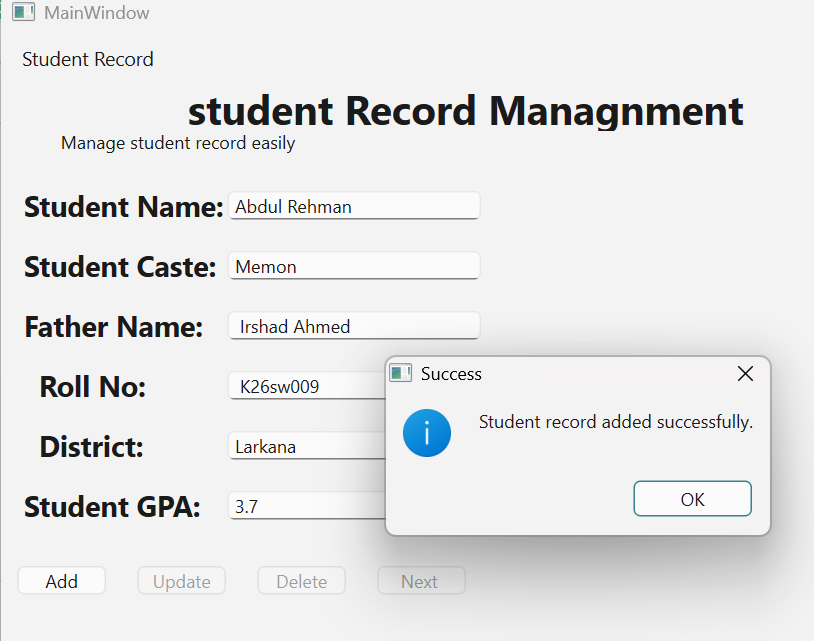 MainWindow
Student Record
student Record Managnment
Manage student record easily
Student Name: Abdul Rehman
Student Caste: Memon
Father Name: Irshad Ahmed
Success
Roll No: K26sw009
Student record added successfully.
District: Larkana
Student GPA: 3.7
OK
Add Update Delete Next